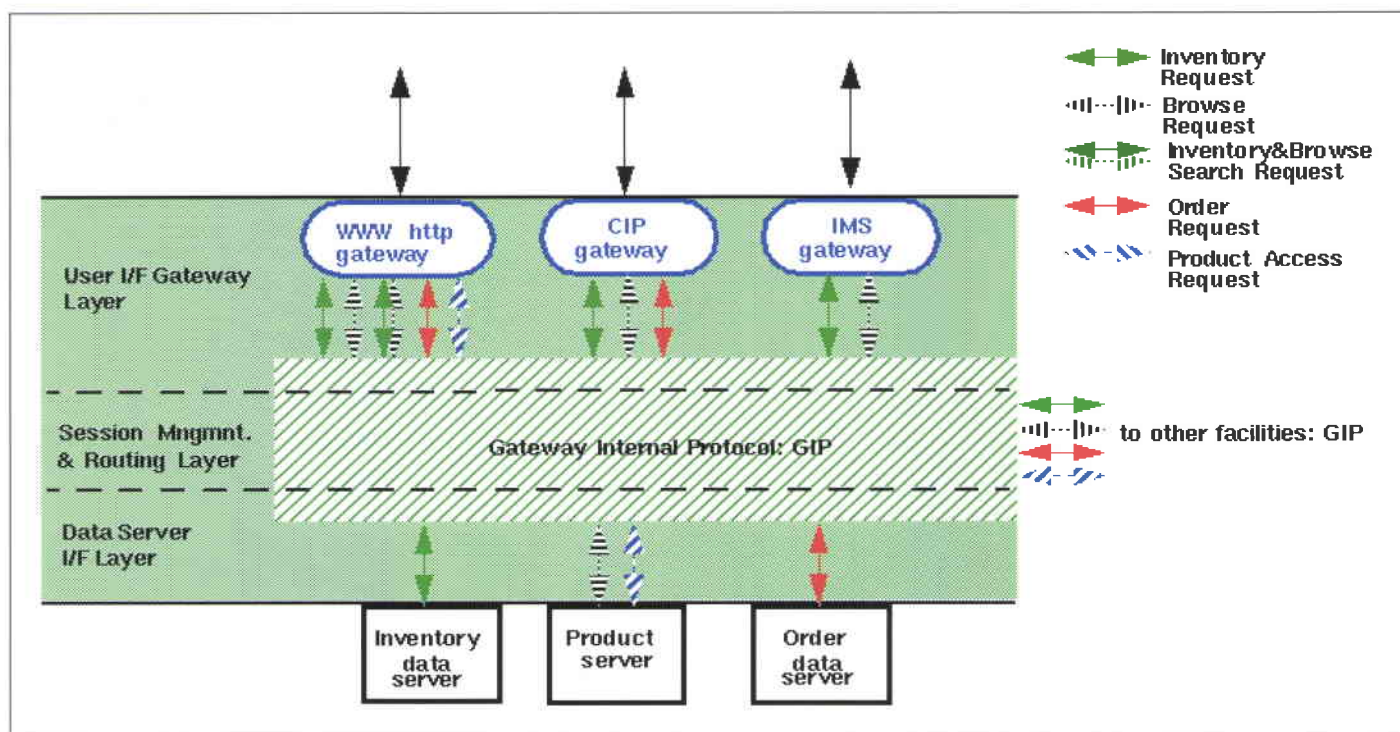 Inventory
Request
Browse
Request
Inventory&Browse
Search Request
Order
Request
Product Access
Request
WWW http
gateway
CIP
gateway
IMS
gateway
User I/F Gateway
Layer
Session Mngmnt.
& Routing Layer
Gateway Internal Protocol: GIP
to other facilities: GIP
Data Server
I/F Layer
Inventory
data
server
Product
server
Order
data
server